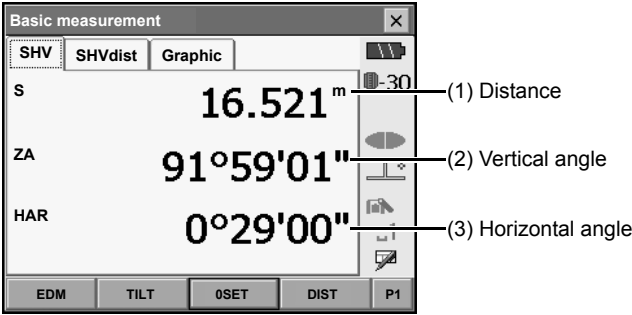 Basic measurement
SHV SHVdist Graphic
S 16.521 m (1) Distance
-30
ZA 91°59'01" (2) Vertical angle
HAR 0°29'00" (3) Horizontal angle
EDM TILT 0SET DIST P1